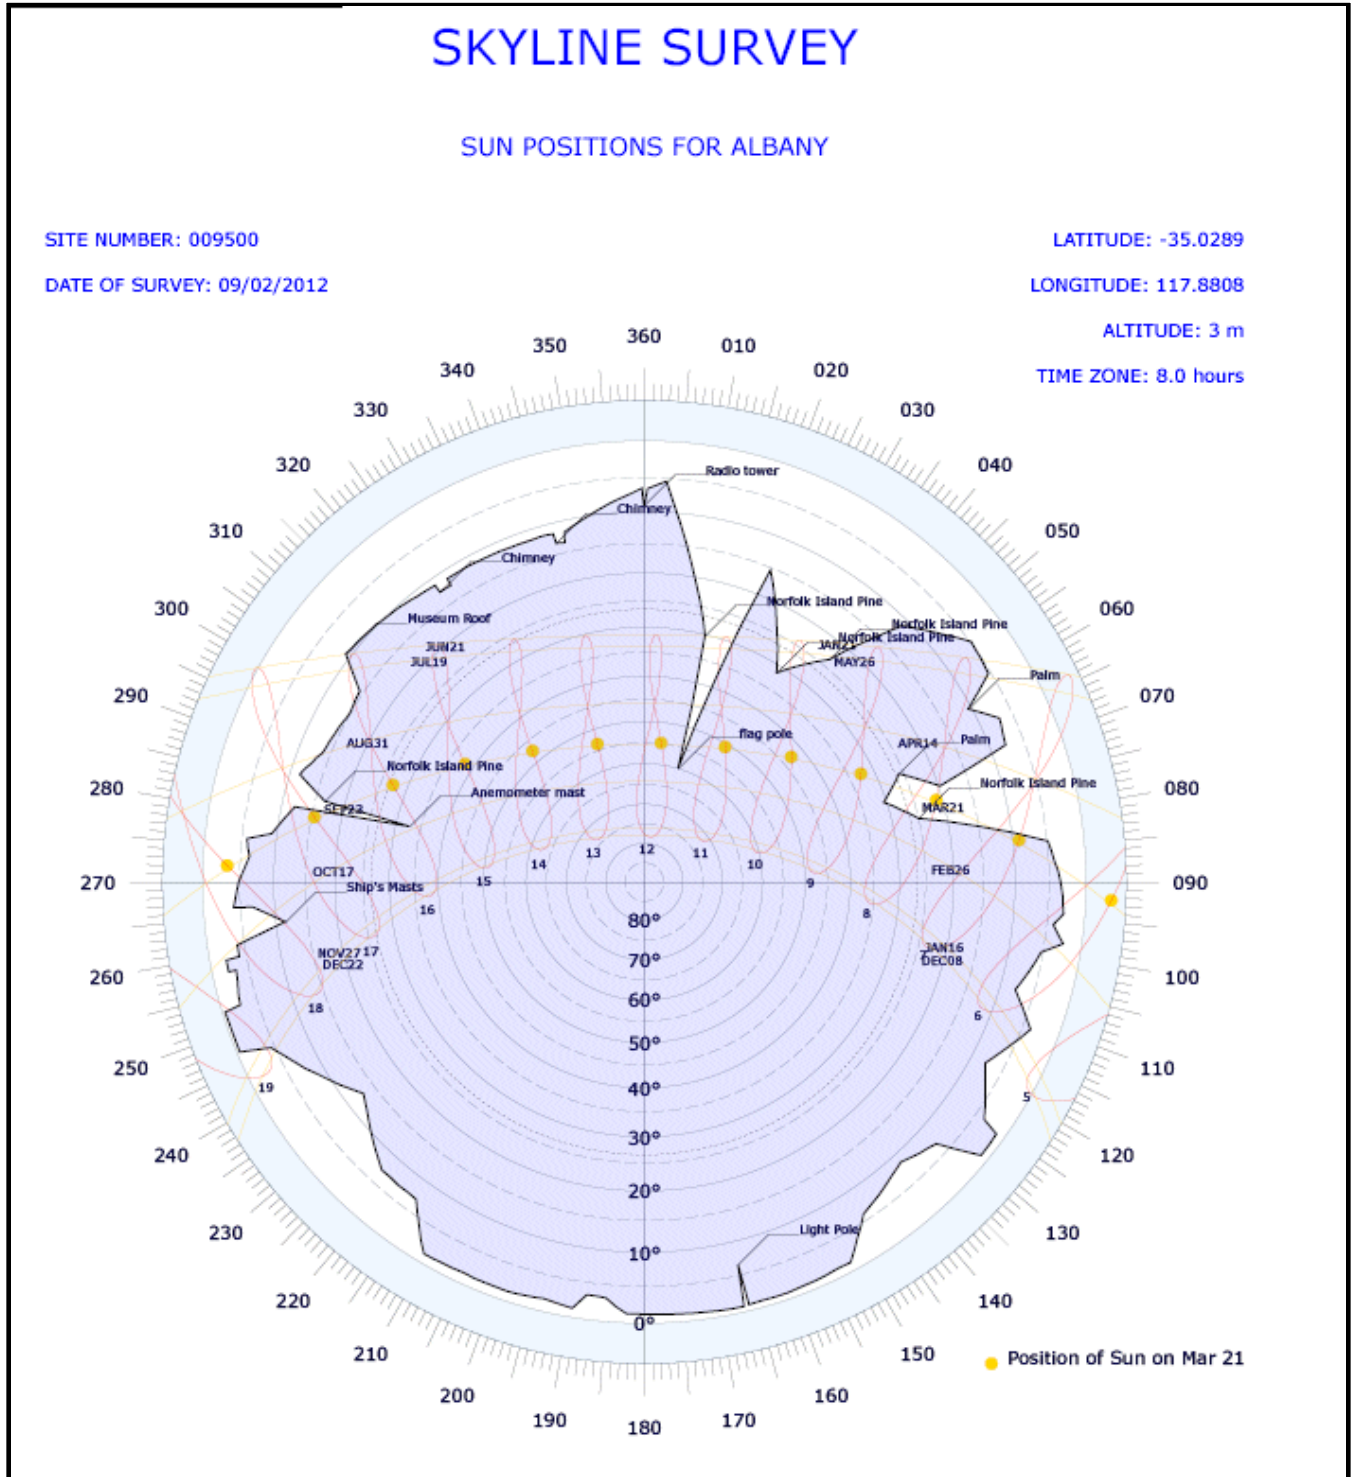 SKYLINE SURVEY
SUN POSITIONS FOR ALBANY
SITE NUMBER: 009500
LATITUDE: -35.0289
DATE OF SURVEY: 09/02/2012
LONGITUDE: 117.8808
ALTITUDE: 3 m
TIME ZONE: 8.0 hours
360
350
010
340
020
330
030
320
040
310
050
300
060
290
070
280
080
270
090
260
100
250
110
240
120
230
130
220
140
210
150
200
160
190
170
180
Radio tower
Chimney
Chimney
Norfolk Island Pine
Museum Roof
Norfolk Island Pine
Norfolk Island Pine
JUN21
JAN21
JUL19
MAY26
Palm
flag pole
AUG31
APR14
Palm
Norfolk Island Pine
Norfolk Island Pine
Anemometer mast
SEP23
MAR21
OCT17
FEB26
Ship's Masts
NOV27
JAN16
DEC22
DEC08
19
18
17
16
15
14
13
12
11
10
9
8
7
6
5
80°
70°
60°
50°
40°
30°
20°
10°
0°
Light Pole
Position of Sun on Mar 21